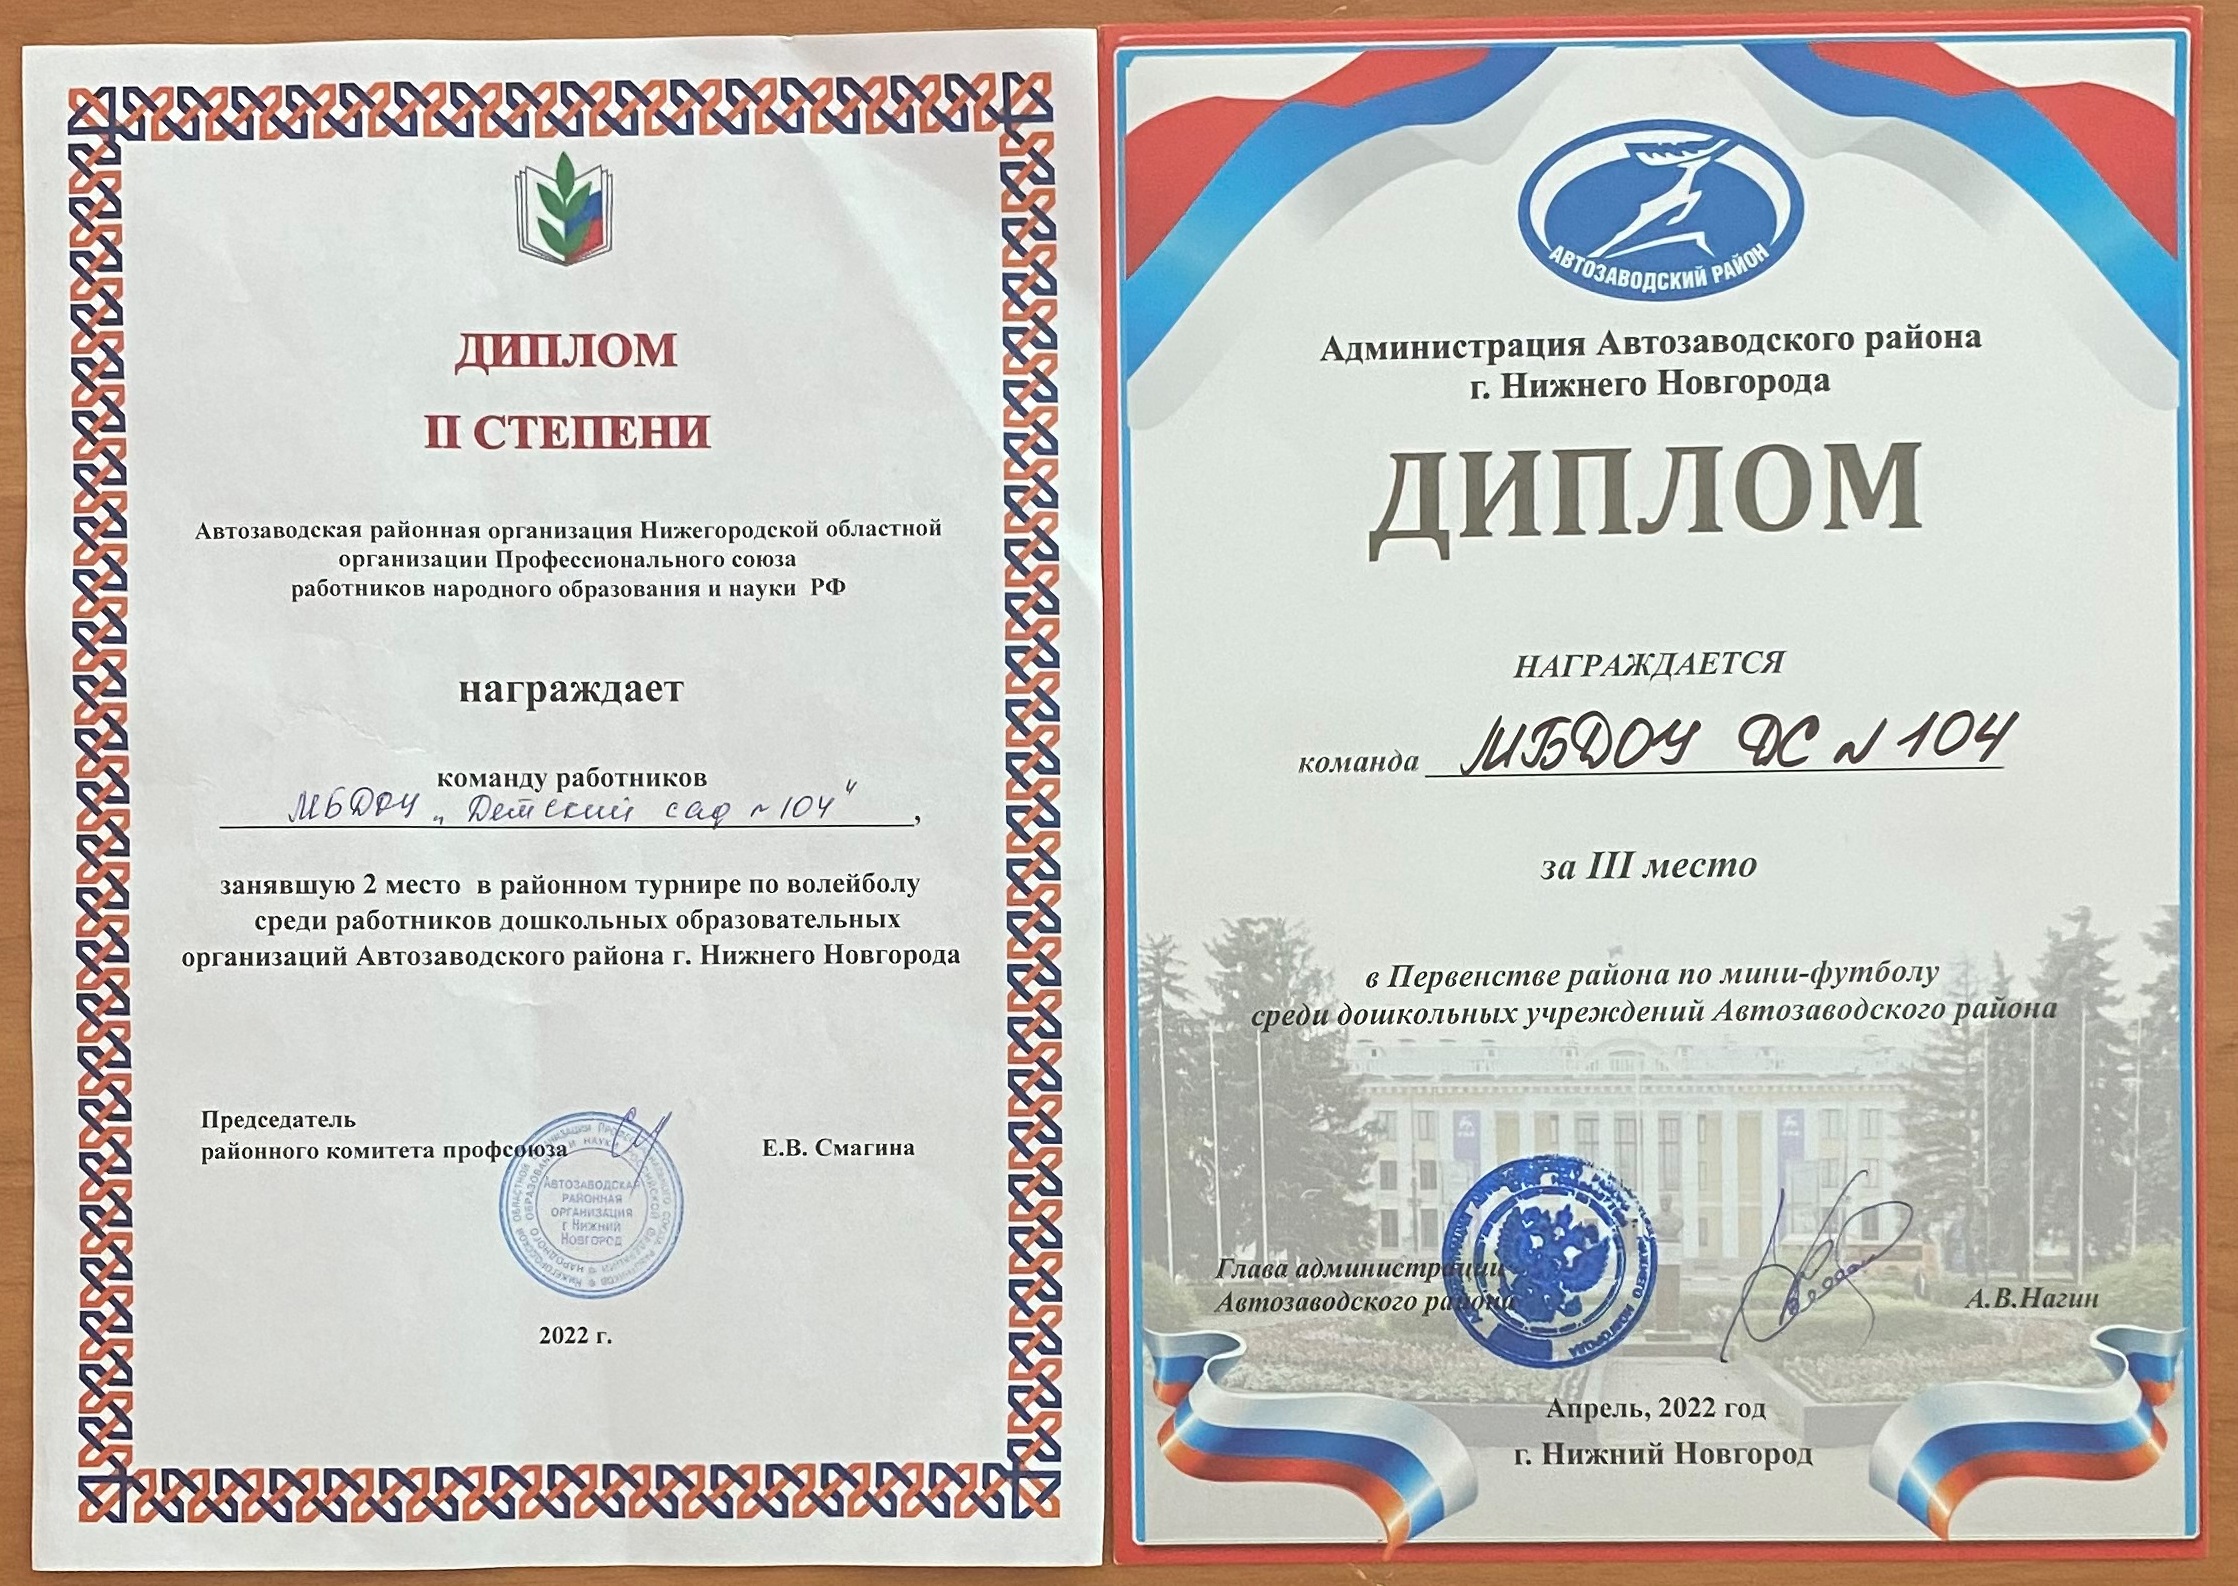 ДИПЛОМ
II СТЕПЕНИ
Автозаводская районная организация Нижегородской областной
организации Профессионального союза
работников народного образования и науки РФ
награждает
команду работников
МБДОУ „Детский сад №104"
,
занявшую 2 место в районном турнире по волейболу
среди работников дошкольных образовательных
организаций Автозаводского района г. Нижнего Новгорода
Председатель
районного комитета профсоюза
Е.В. Смагина
АВТОЗАВОДСКАЯ
РАЙОННАЯ
ОРГАНИЗАЦИЯ
г Нижний
Новгород
2022 г.
АВТОЗАВОДСКИЙ РАЙОН
Администрация Автозаводского района
г. Нижнего Новгорода
ДИПЛОМ
НАГРАЖДАЕТСЯ
команда МБДОУ ДС №104
за III место
в Первенстве района по мини-футболу
среди дошкольных учреждений Автозаводского района
Глава администрации
Автозаводского района
А.В.Нагин
Апрель, 2022 год
г. Нижний Новгород